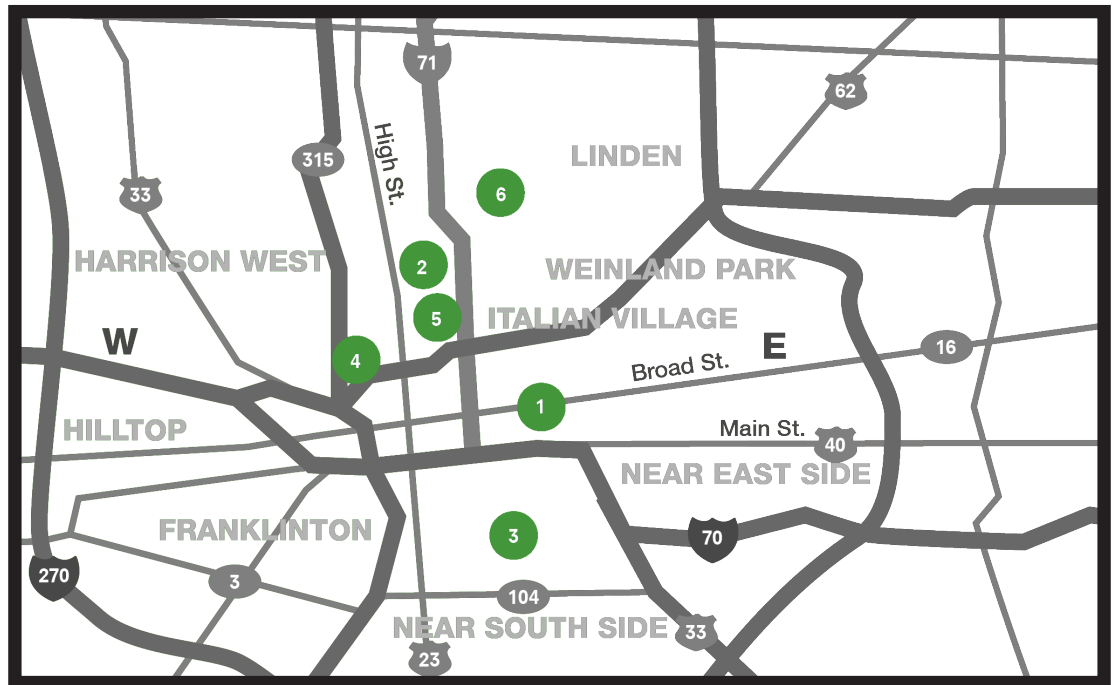 71
62
High St.
LINDEN
315
33
6
HARRISON WEST
2
WEINLAND PARK
5
ITALIAN VILLAGE
W
E
16
4
Broad St.
1
HILLTOP
Main St.
40
NEAR EAST SIDE
FRANKLINTON
3
70
270
3
104
NEAR SOUTH SIDE
33
23